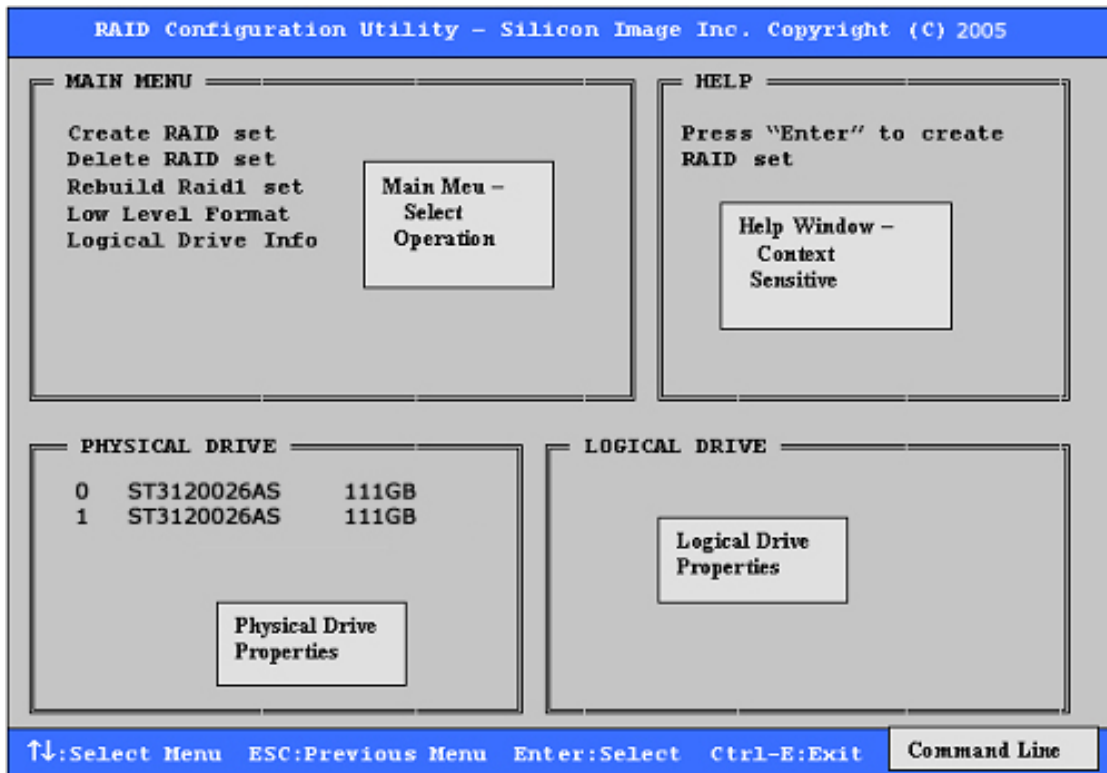 RAID Configuration Utility – Silicon Image Inc. Copyright (C) 2005
MAIN MENU
Create RAID set
Delete RAID set
Rebuild Raid1 set
Low Level Format
Logical Drive Info
Main Meu –
Select
Operation
HELP
Press “Enter” to create
RAID set
Help Window –
Context
Sensitive
PHYSICAL DRIVE
0 ST3120026AS 111GB
1 ST3120026AS 111GB
Physical Drive
Properties
LOGICAL DRIVE
Logical Drive
Properties
↑↓:Select Menu ESC:Previous Menu Enter:Select Ctrl-E:Exit
Command Line